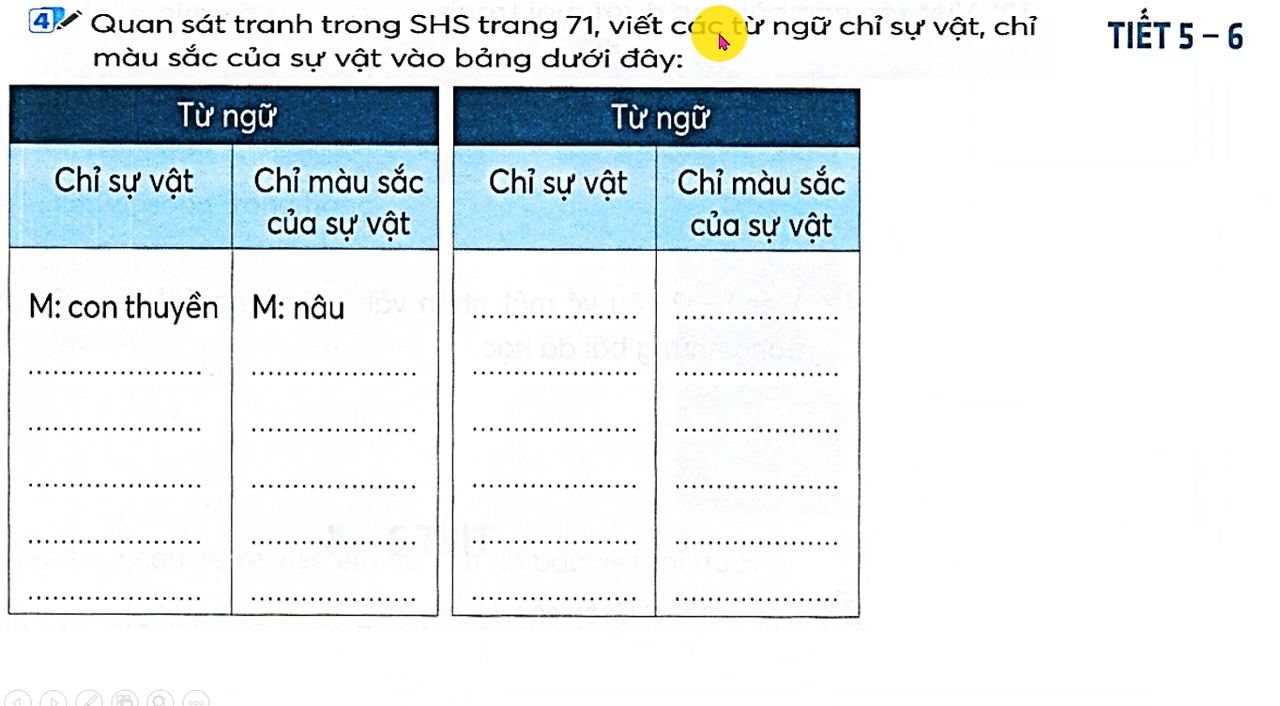 4 Quan sát tranh trong SHS trang 71, viết các từ ngữ chỉ sự vật, chỉ
màu sắc của sự vật vào bảng dưới đây:
TIẾT 5 – 6
Từ ngữ
Chỉ sự vật
Chỉ màu sắc
của sự vật
M: con thuyền
M: nâu
Từ ngữ
Chỉ sự vật
Chỉ màu sắc
của sự vật